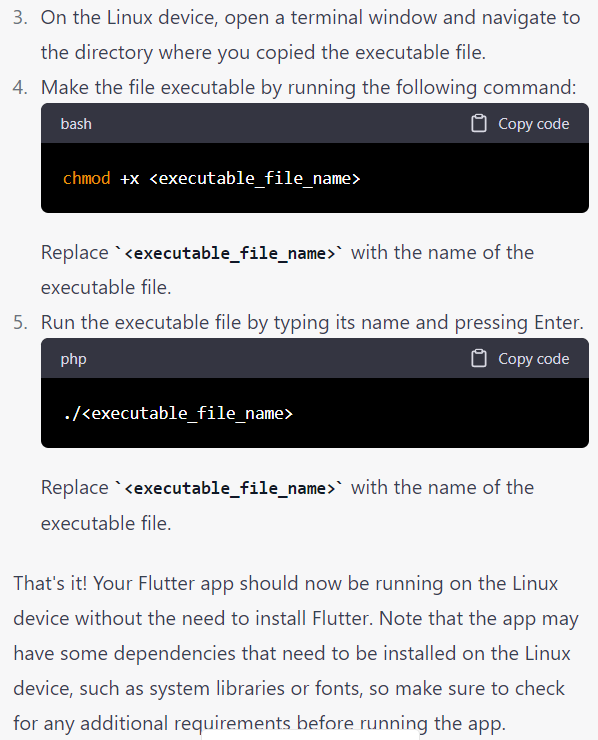 3. On the Linux device, open a terminal window and navigate to
the directory where you copied the executable file.
4. Make the file executable by running the following command:
bash Copy code
chmod +x <executable_file_name>
Replace `<executable_file_name>` with the name of the
executable file.
5. Run the executable file by typing its name and pressing Enter.
php Copy code
./<executable_file_name>
Replace `<executable_file_name>` with the name of the
executable file.
That's it! Your Flutter app should now be running on the Linux
device without the need to install Flutter. Note that the app may
have some dependencies that need to be installed on the Linux
device, such as system libraries or fonts, so make sure to check
for any additional requirements before running the app.